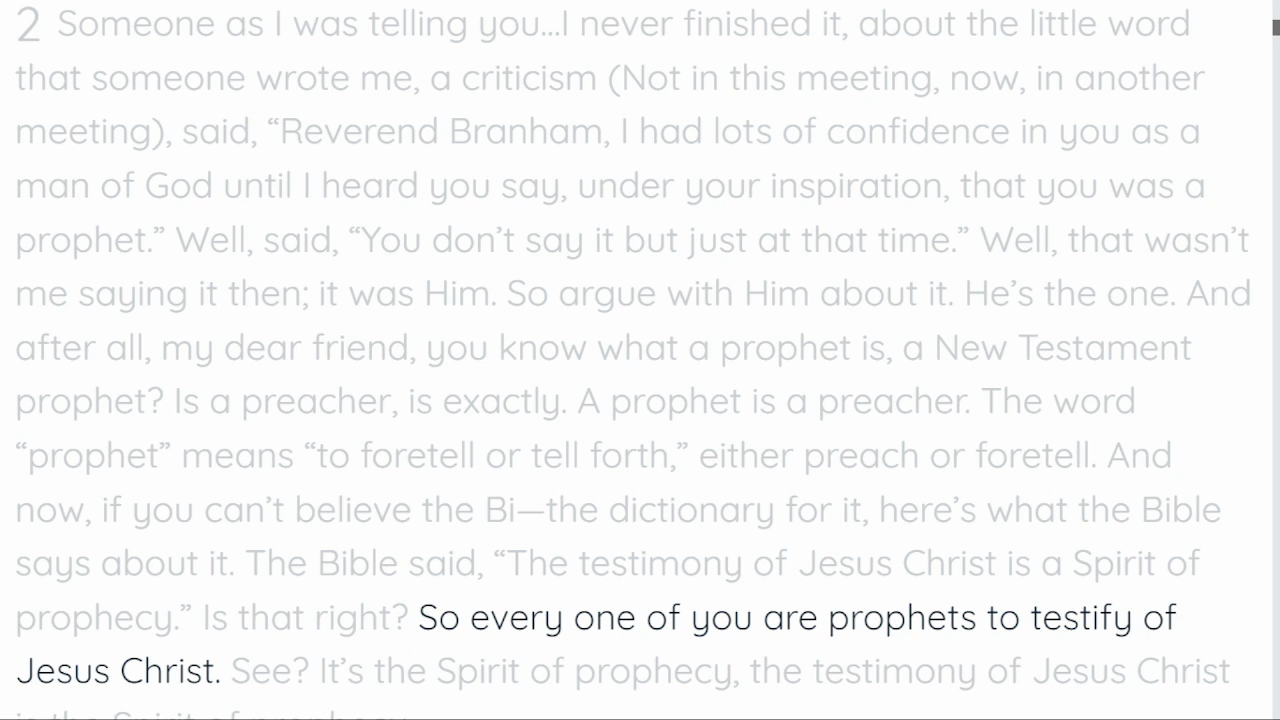 2 Someone as I was telling you...I never finished it, about the little word
that someone wrote me, a criticism (Not in this meeting, now, in another
meeting), said, “Reverend Branham, I had lots of confidence in you as a
man of God until I heard you say, under your inspiration, that you was a
prophet.” Well, said, “You don’t say it but just at that time.” Well, that wasn’t
me saying it then; it was Him. So argue with Him about it. He’s the one. And
after all, my dear friend, you know what a prophet is, a New Testament
prophet? Is a preacher, is exactly. A prophet is a preacher. The word
“prophet” means “to foretell or tell forth,” either preach or foretell. And
now, if you can’t believe the Bi—the dictionary for it, here’s what the Bible
says about it. The Bible said, “The testimony of Jesus Christ is a Spirit of
prophecy.” Is that right? So every one of you are prophets to testify of
Jesus Christ. See? It’s the Spirit of prophecy, the testimony of Jesus Christ
is the Spirit of prophecy